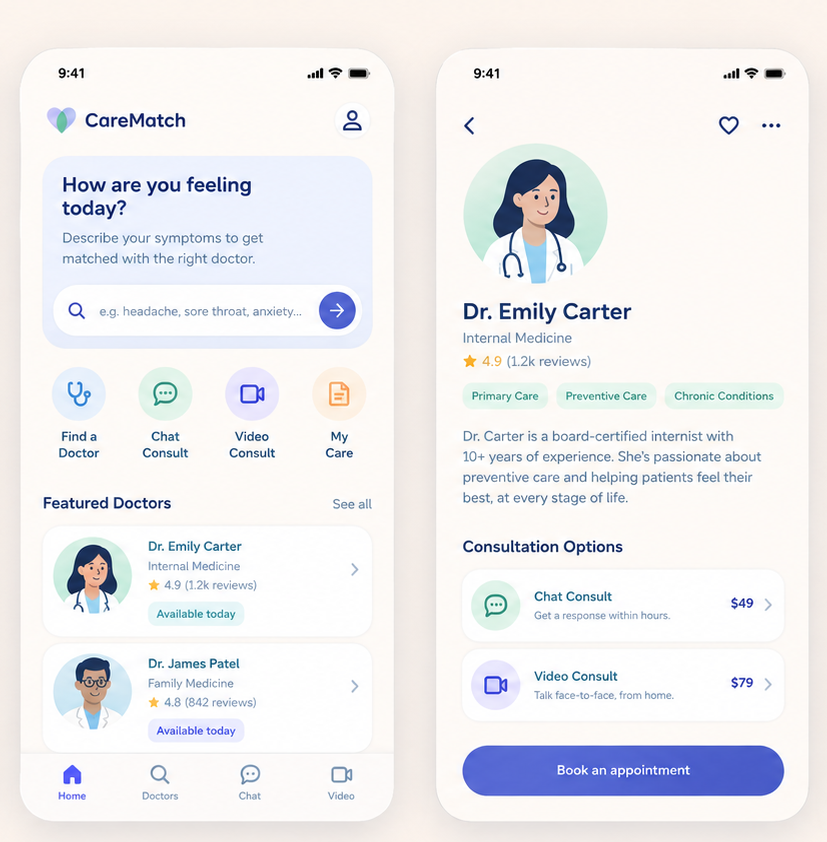 9:41
CareMatch
How are you feeling
today?
Describe your symptoms to get
matched with the right doctor.
e.g. headache, sore throat, anxiety...
Find a
Doctor
Chat
Consult
Video
Consult
My
Care
Featured Doctors
See all
Dr. Emily Carter
Internal Medicine
4.9 (1.2k reviews)
Available today
Dr. James Patel
Family Medicine
4.8 (842 reviews)
Available today
Home
Doctors
Chat
Video
9:41
Dr. Emily Carter
Internal Medicine
4.9 (1.2k reviews)
Primary Care
Preventive Care
Chronic Conditions
Dr. Carter is a board-certified internist with
10+ years of experience. She’s passionate about
preventive care and helping patients feel their
best, at every stage of life.
Consultation Options
Chat Consult
Get a response within hours.
$49
Video Consult
Talk face-to-face, from home.
$79
Book an appointment